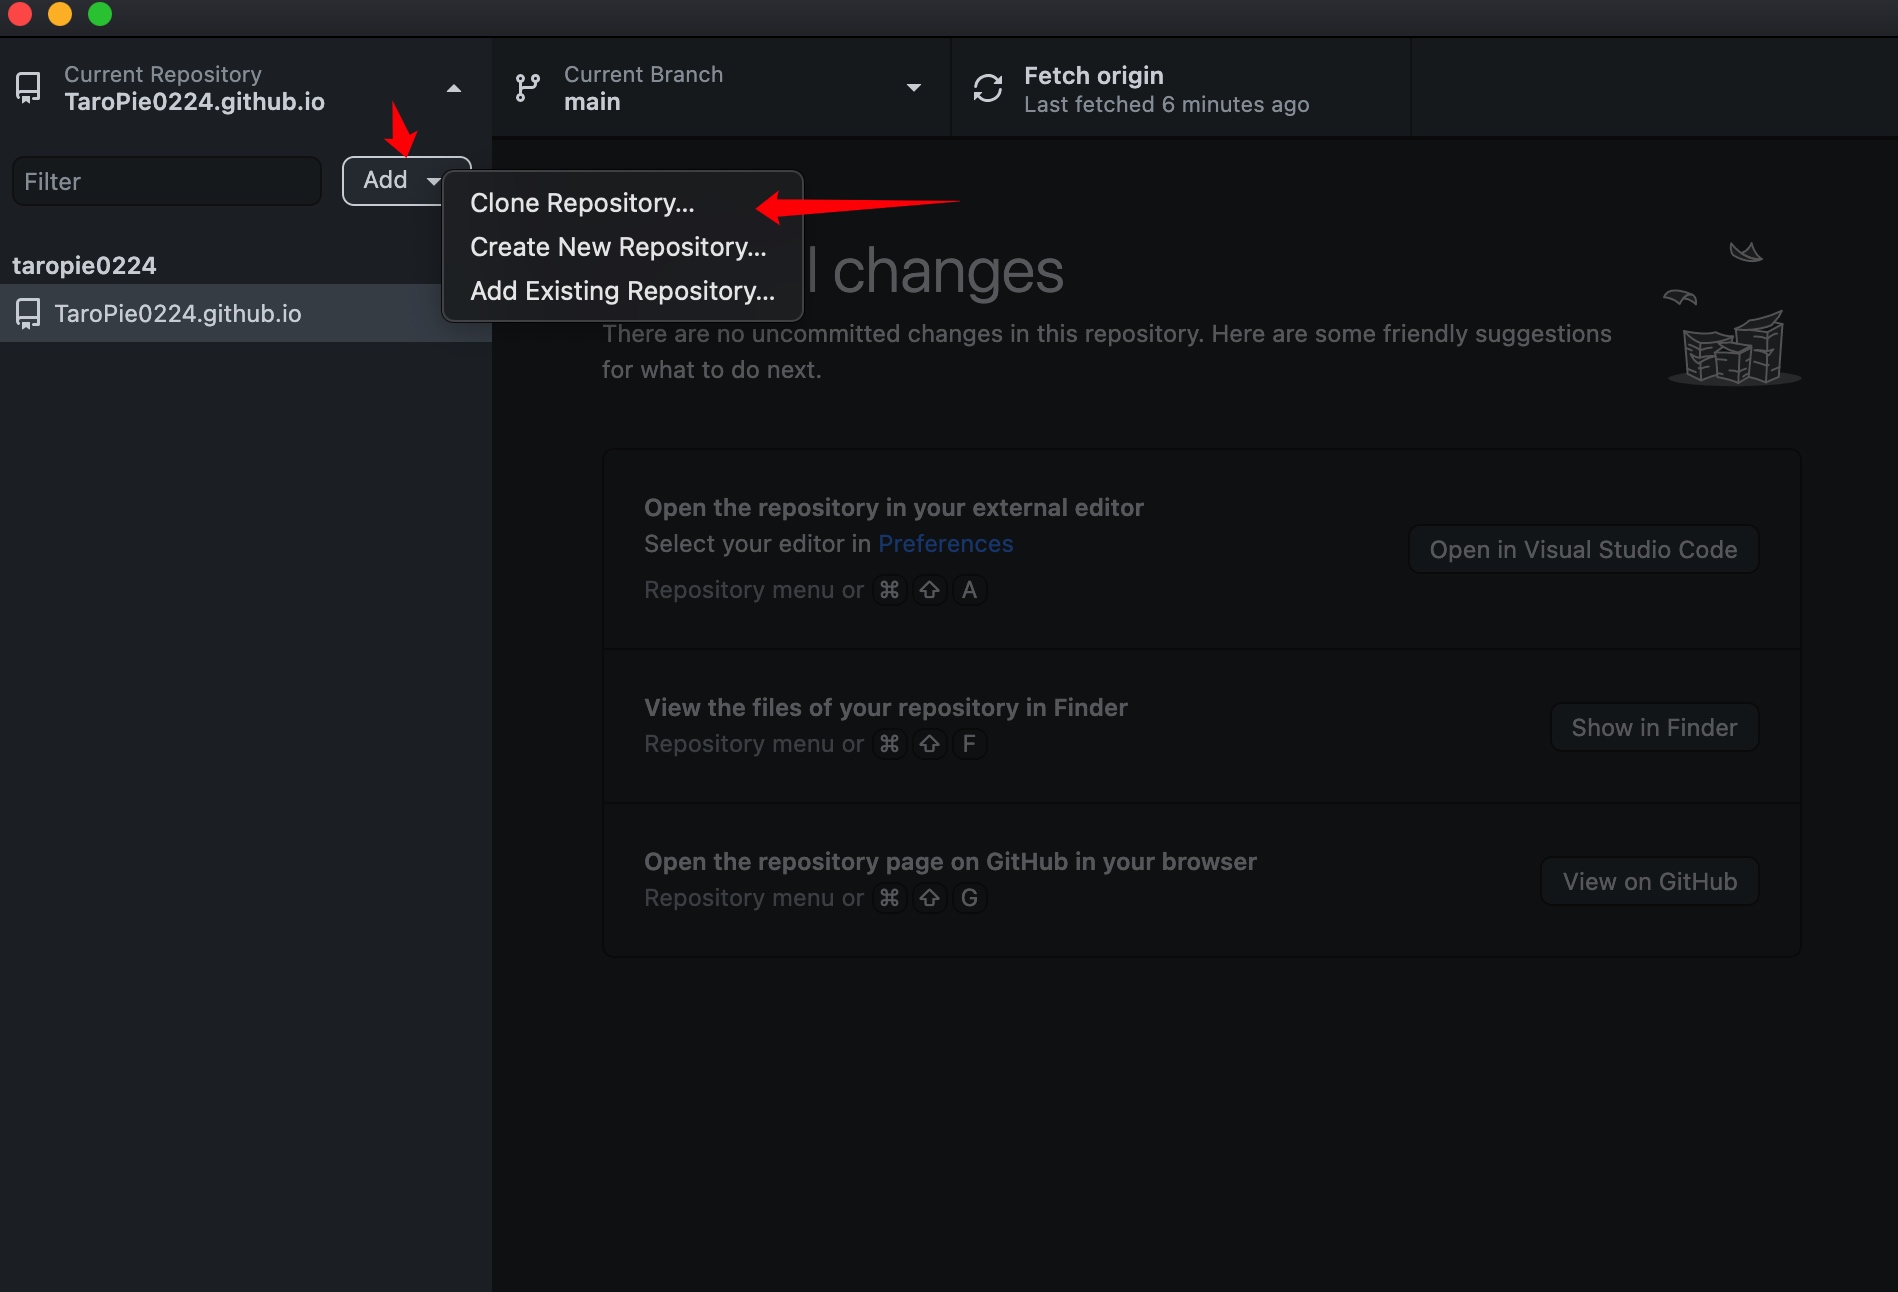 Current Repository
TaroPie0224.github.io
Current Branch
main
Fetch origin
Last fetched 6 minutes ago
Filter
Add
Clone Repository...
Create New Repository...
Add Existing Repository...
taropie0224
TaroPie0224.github.io
l changes
There are no uncommitted changes in this repository. Here are some friendly suggestions
for what to do next.
Open the repository in your external editor
Select your editor in Preferences
Repository menu or ⌘ ⇧ A
Open in Visual Studio Code
View the files of your repository in Finder
Repository menu or ⌘ ⇧ F
Show in Finder
Open the repository page on GitHub in your browser
Repository menu or ⌘ ⇧ G
View on GitHub